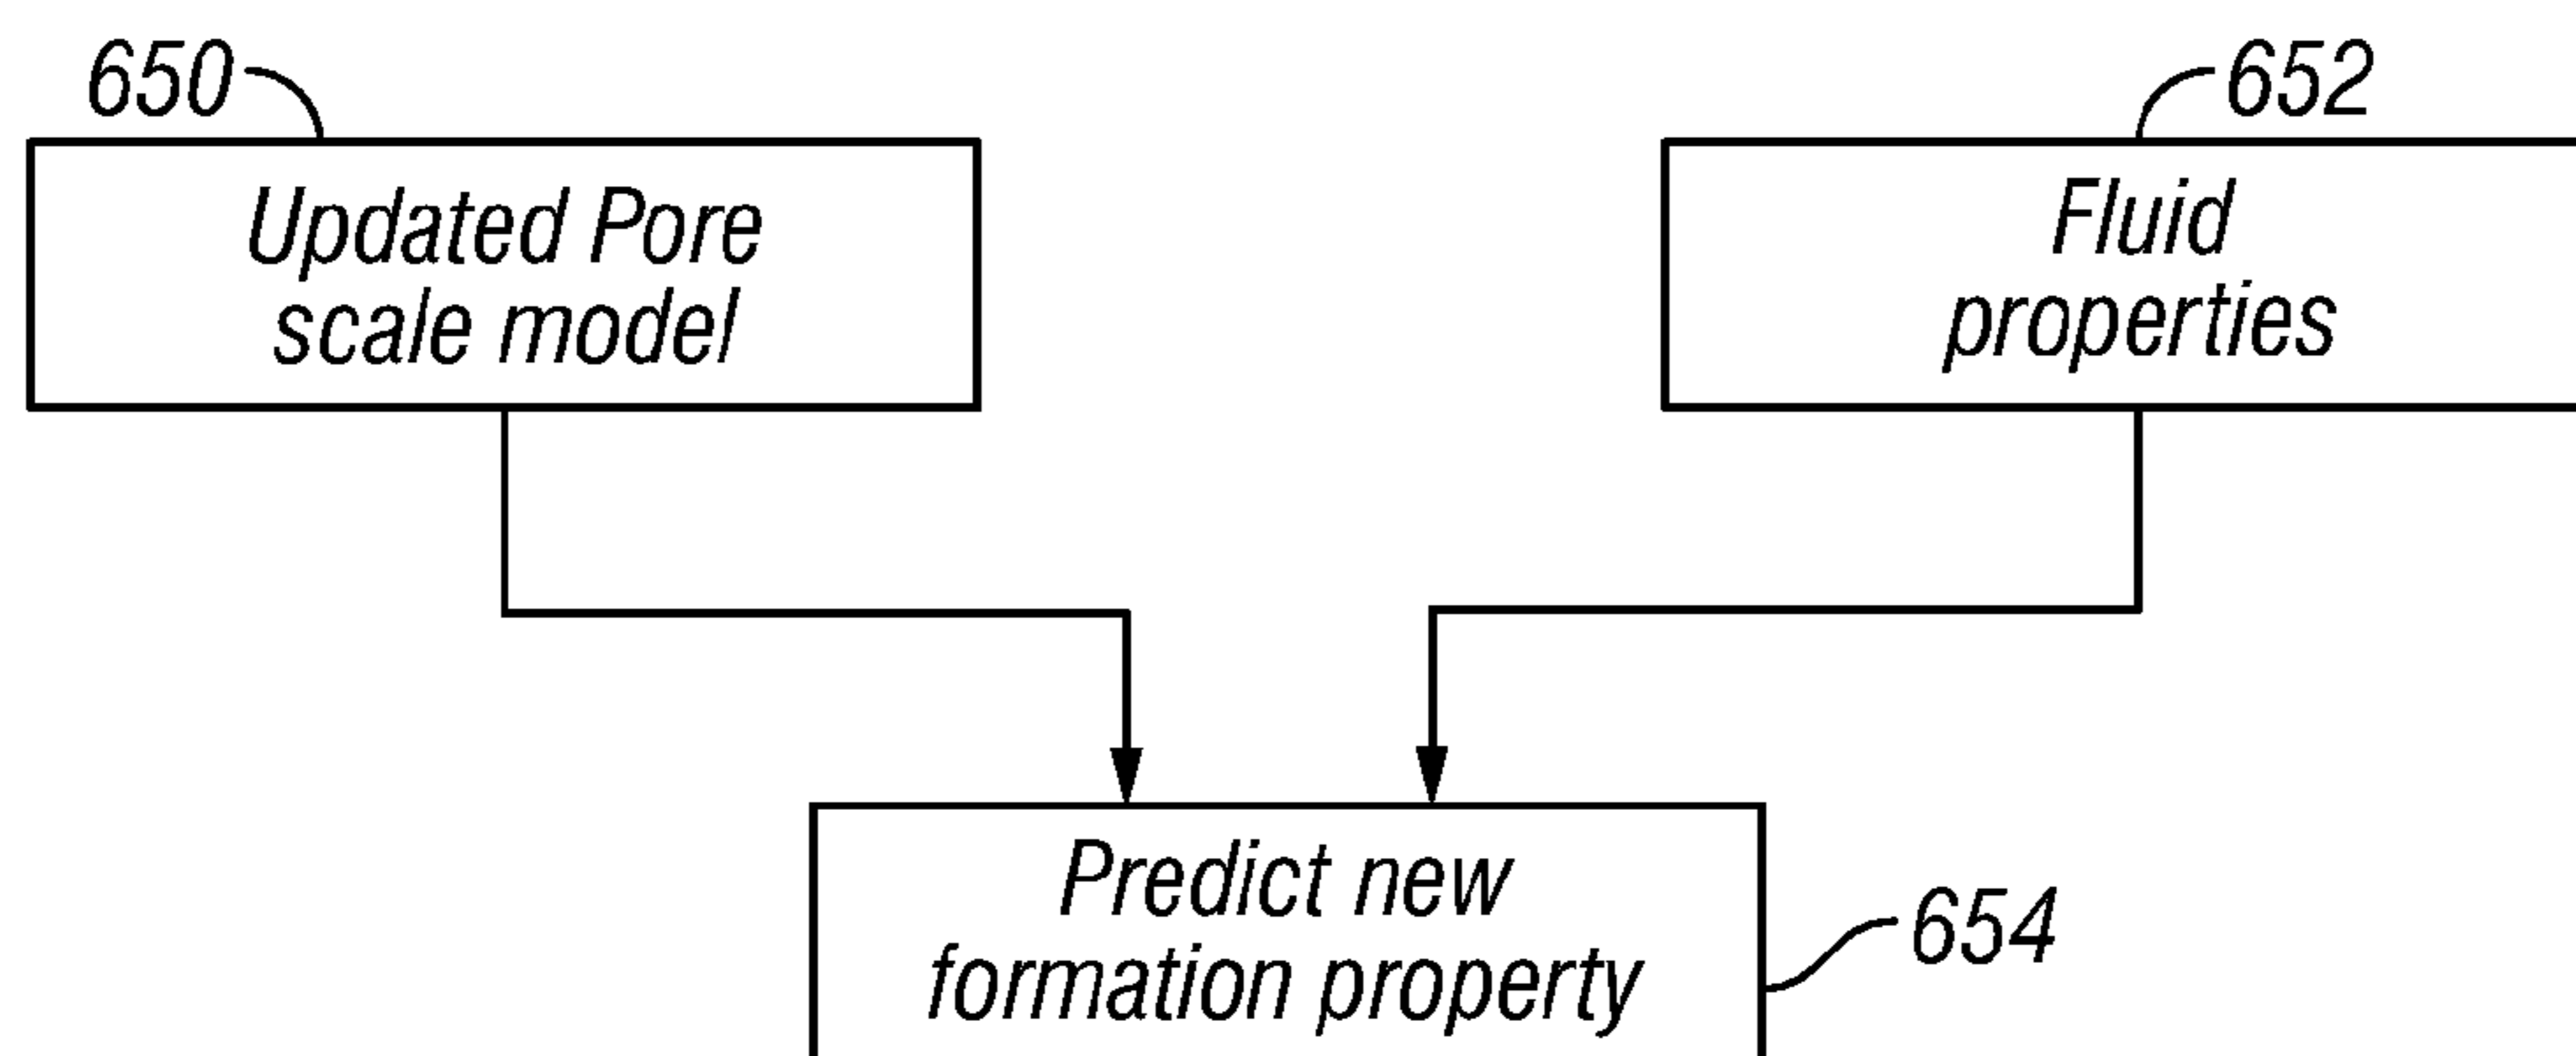 650
652
Updated Pore
scale model
Fluid
properties
Predict new
formation property
654